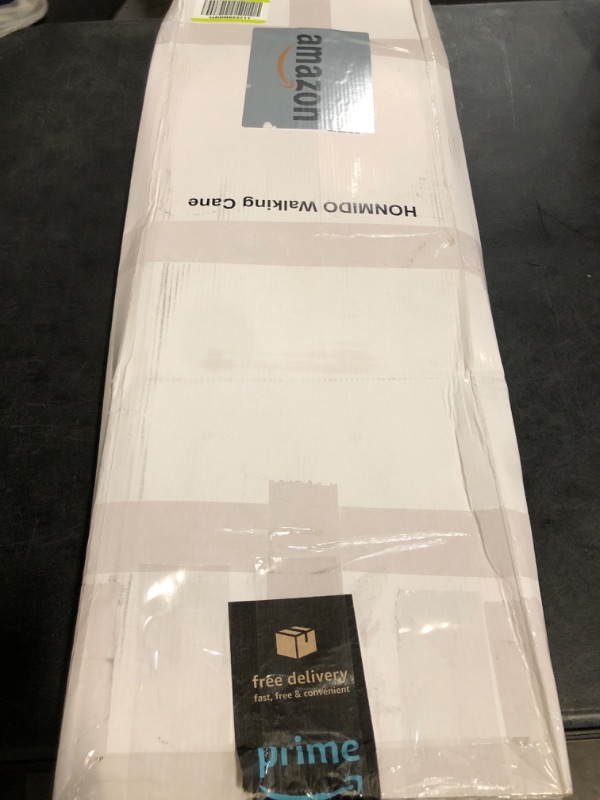 amazon
HONMIDO Walking Cane
free delivery
fast, free & convenient
prime